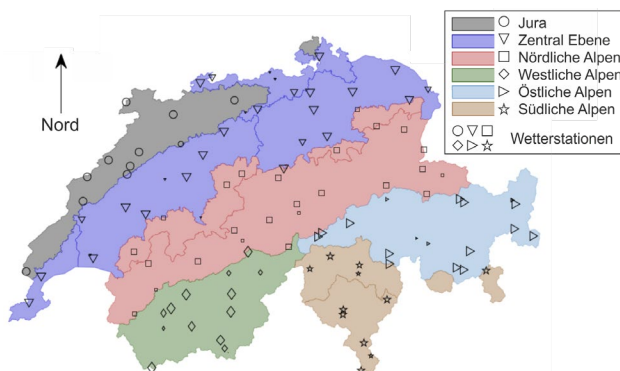 Jura
Zentral Ebene
Nördliche Alpen
Westliche Alpen
Östliche Alpen
Südliche Alpen
Wetterstationen
Nord